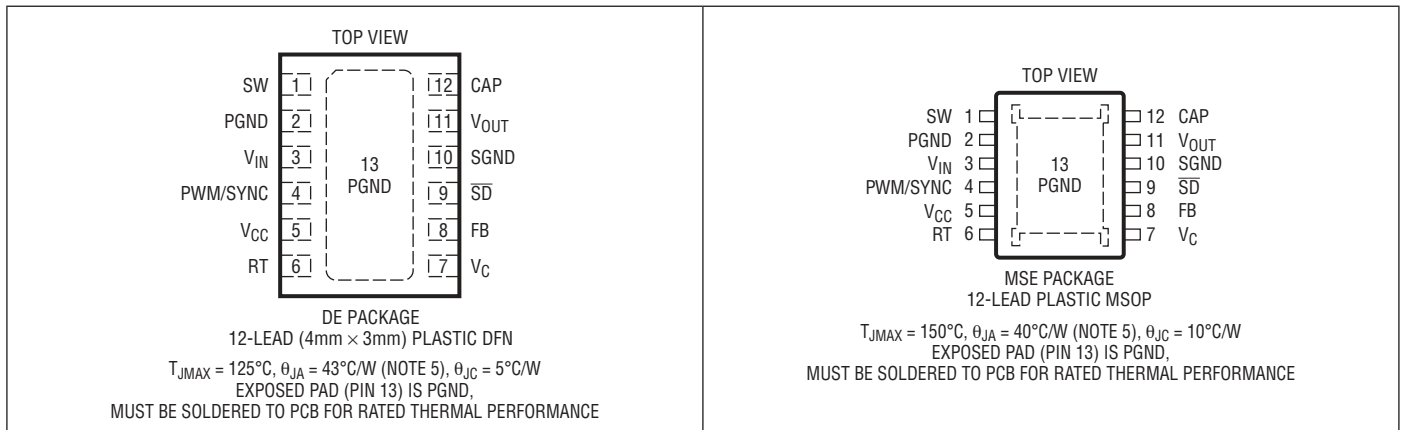 TOP VIEW
SW 1 12 CAP
PGND 2 11 VOUT
VIN 3 13 10 SGND
PWM/SYNC 4 PGND 9 S̅D̅
VCC 5 8 FB
RT 6 7 VC
DE PACKAGE
12-LEAD (4mm × 3mm) PLASTIC DFN
TJMAX = 125°C, θJA = 43°C/W (NOTE 5), θJC = 5°C/W
EXPOSED PAD (PIN 13) IS PGND,
MUST BE SOLDERED TO PCB FOR RATED THERMAL PERFORMANCE
TOP VIEW
SW 1 12 CAP
PGND 2 11 VOUT
VIN 3 13 10 SGND
PWM/SYNC 4 PGND 9 S̅D̅
VCC 5 8 FB
RT 6 7 VC
MSE PACKAGE
12-LEAD PLASTIC MSOP
TJMAX = 150°C, θJA = 40°C/W (NOTE 5), θJC = 10°C/W
EXPOSED PAD (PIN 13) IS PGND,
MUST BE SOLDERED TO PCB FOR RATED THERMAL PERFORMANCE